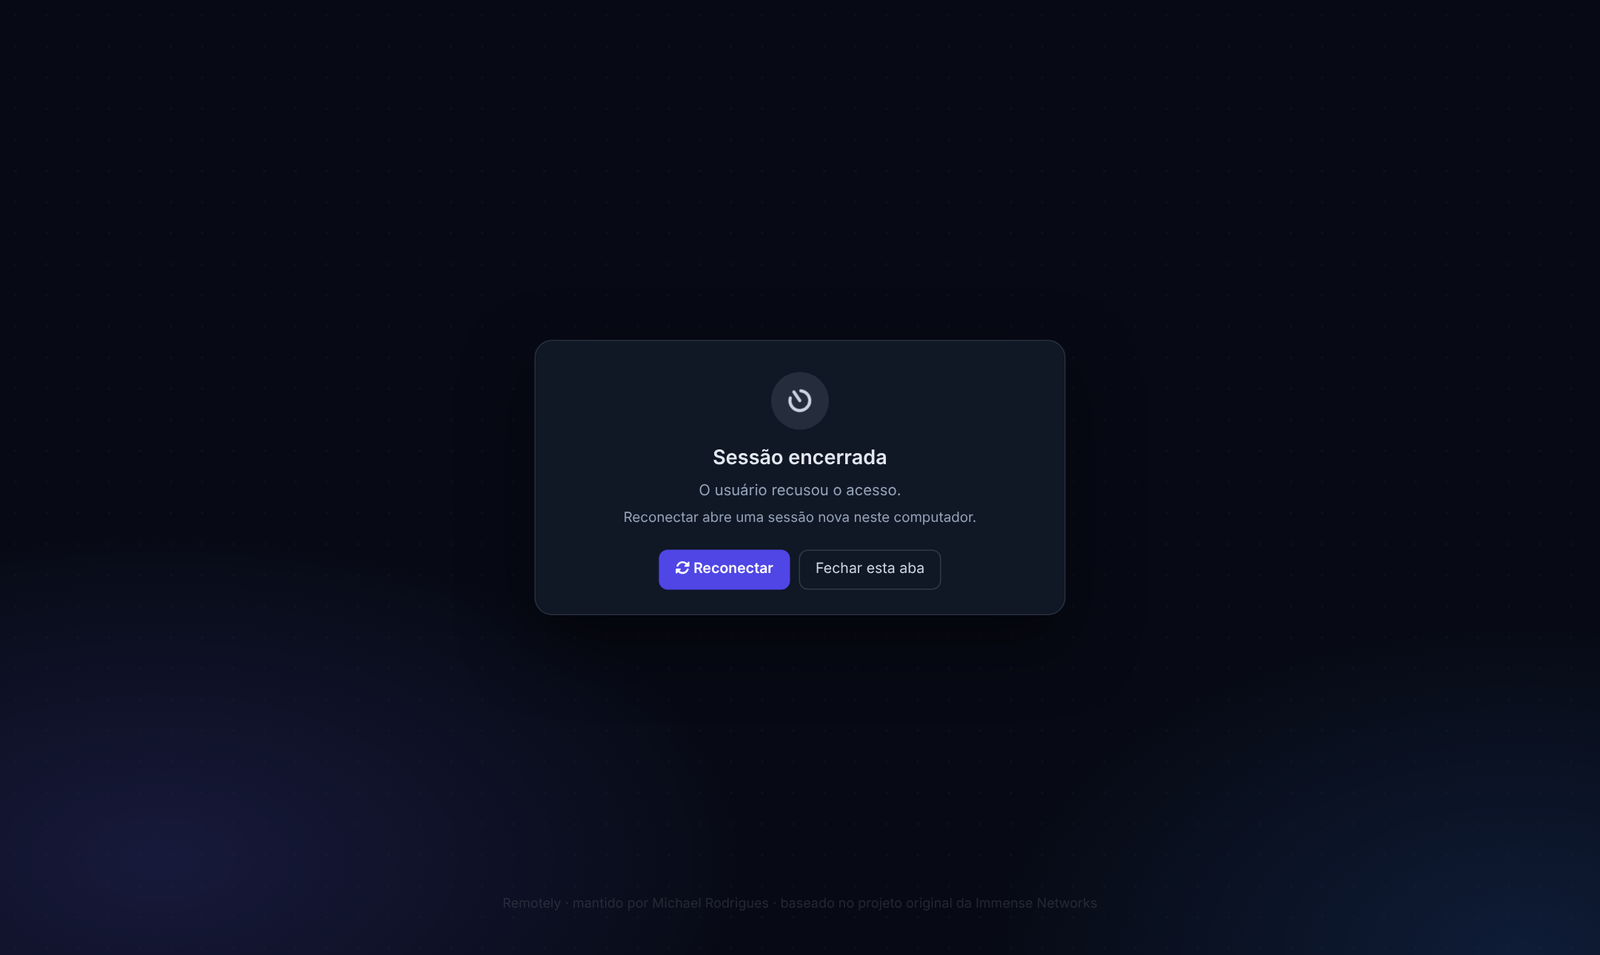 Sessão encerrada
O usuário recusou o acesso.
Reconectar abre uma sessão nova neste computador.
Reconectar
Fechar esta aba
Remotely · mantido por Michael Rodrigues · baseado no projeto original da Immense Networks